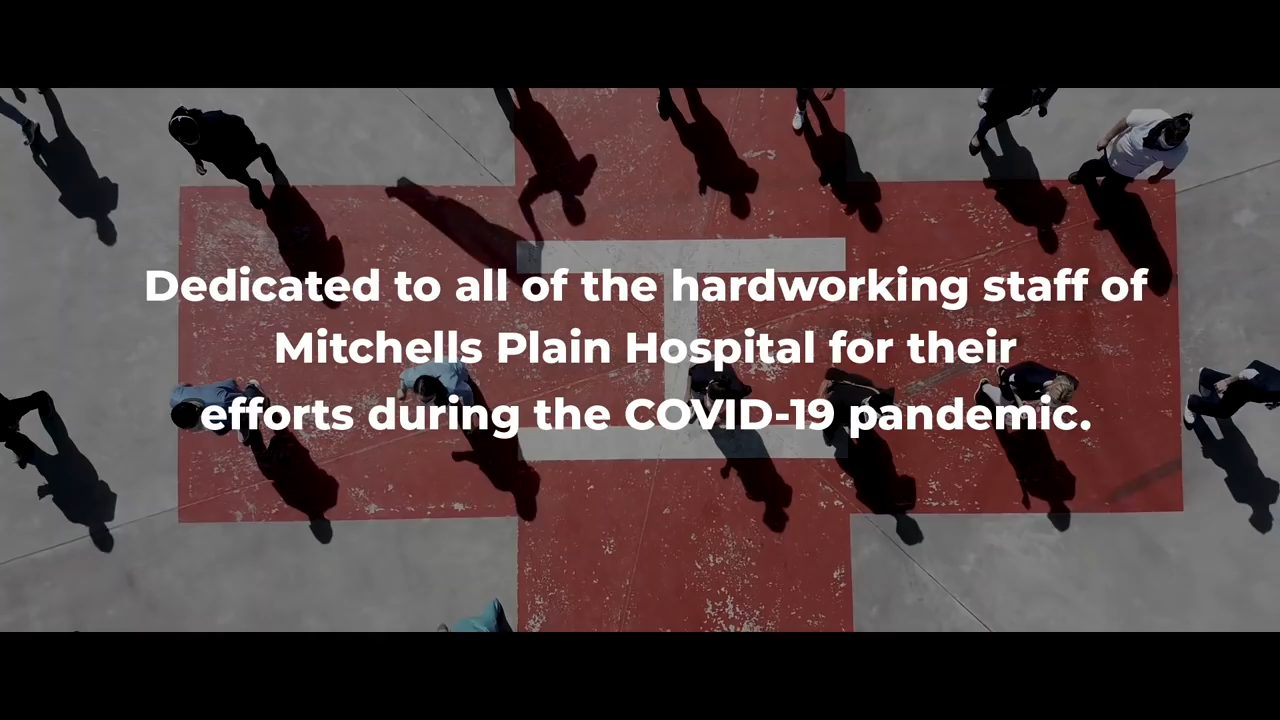 Dedicated to all of the hardworking staff of
Mitchells Plain Hospital for their
efforts during the COVID-19 pandemic.